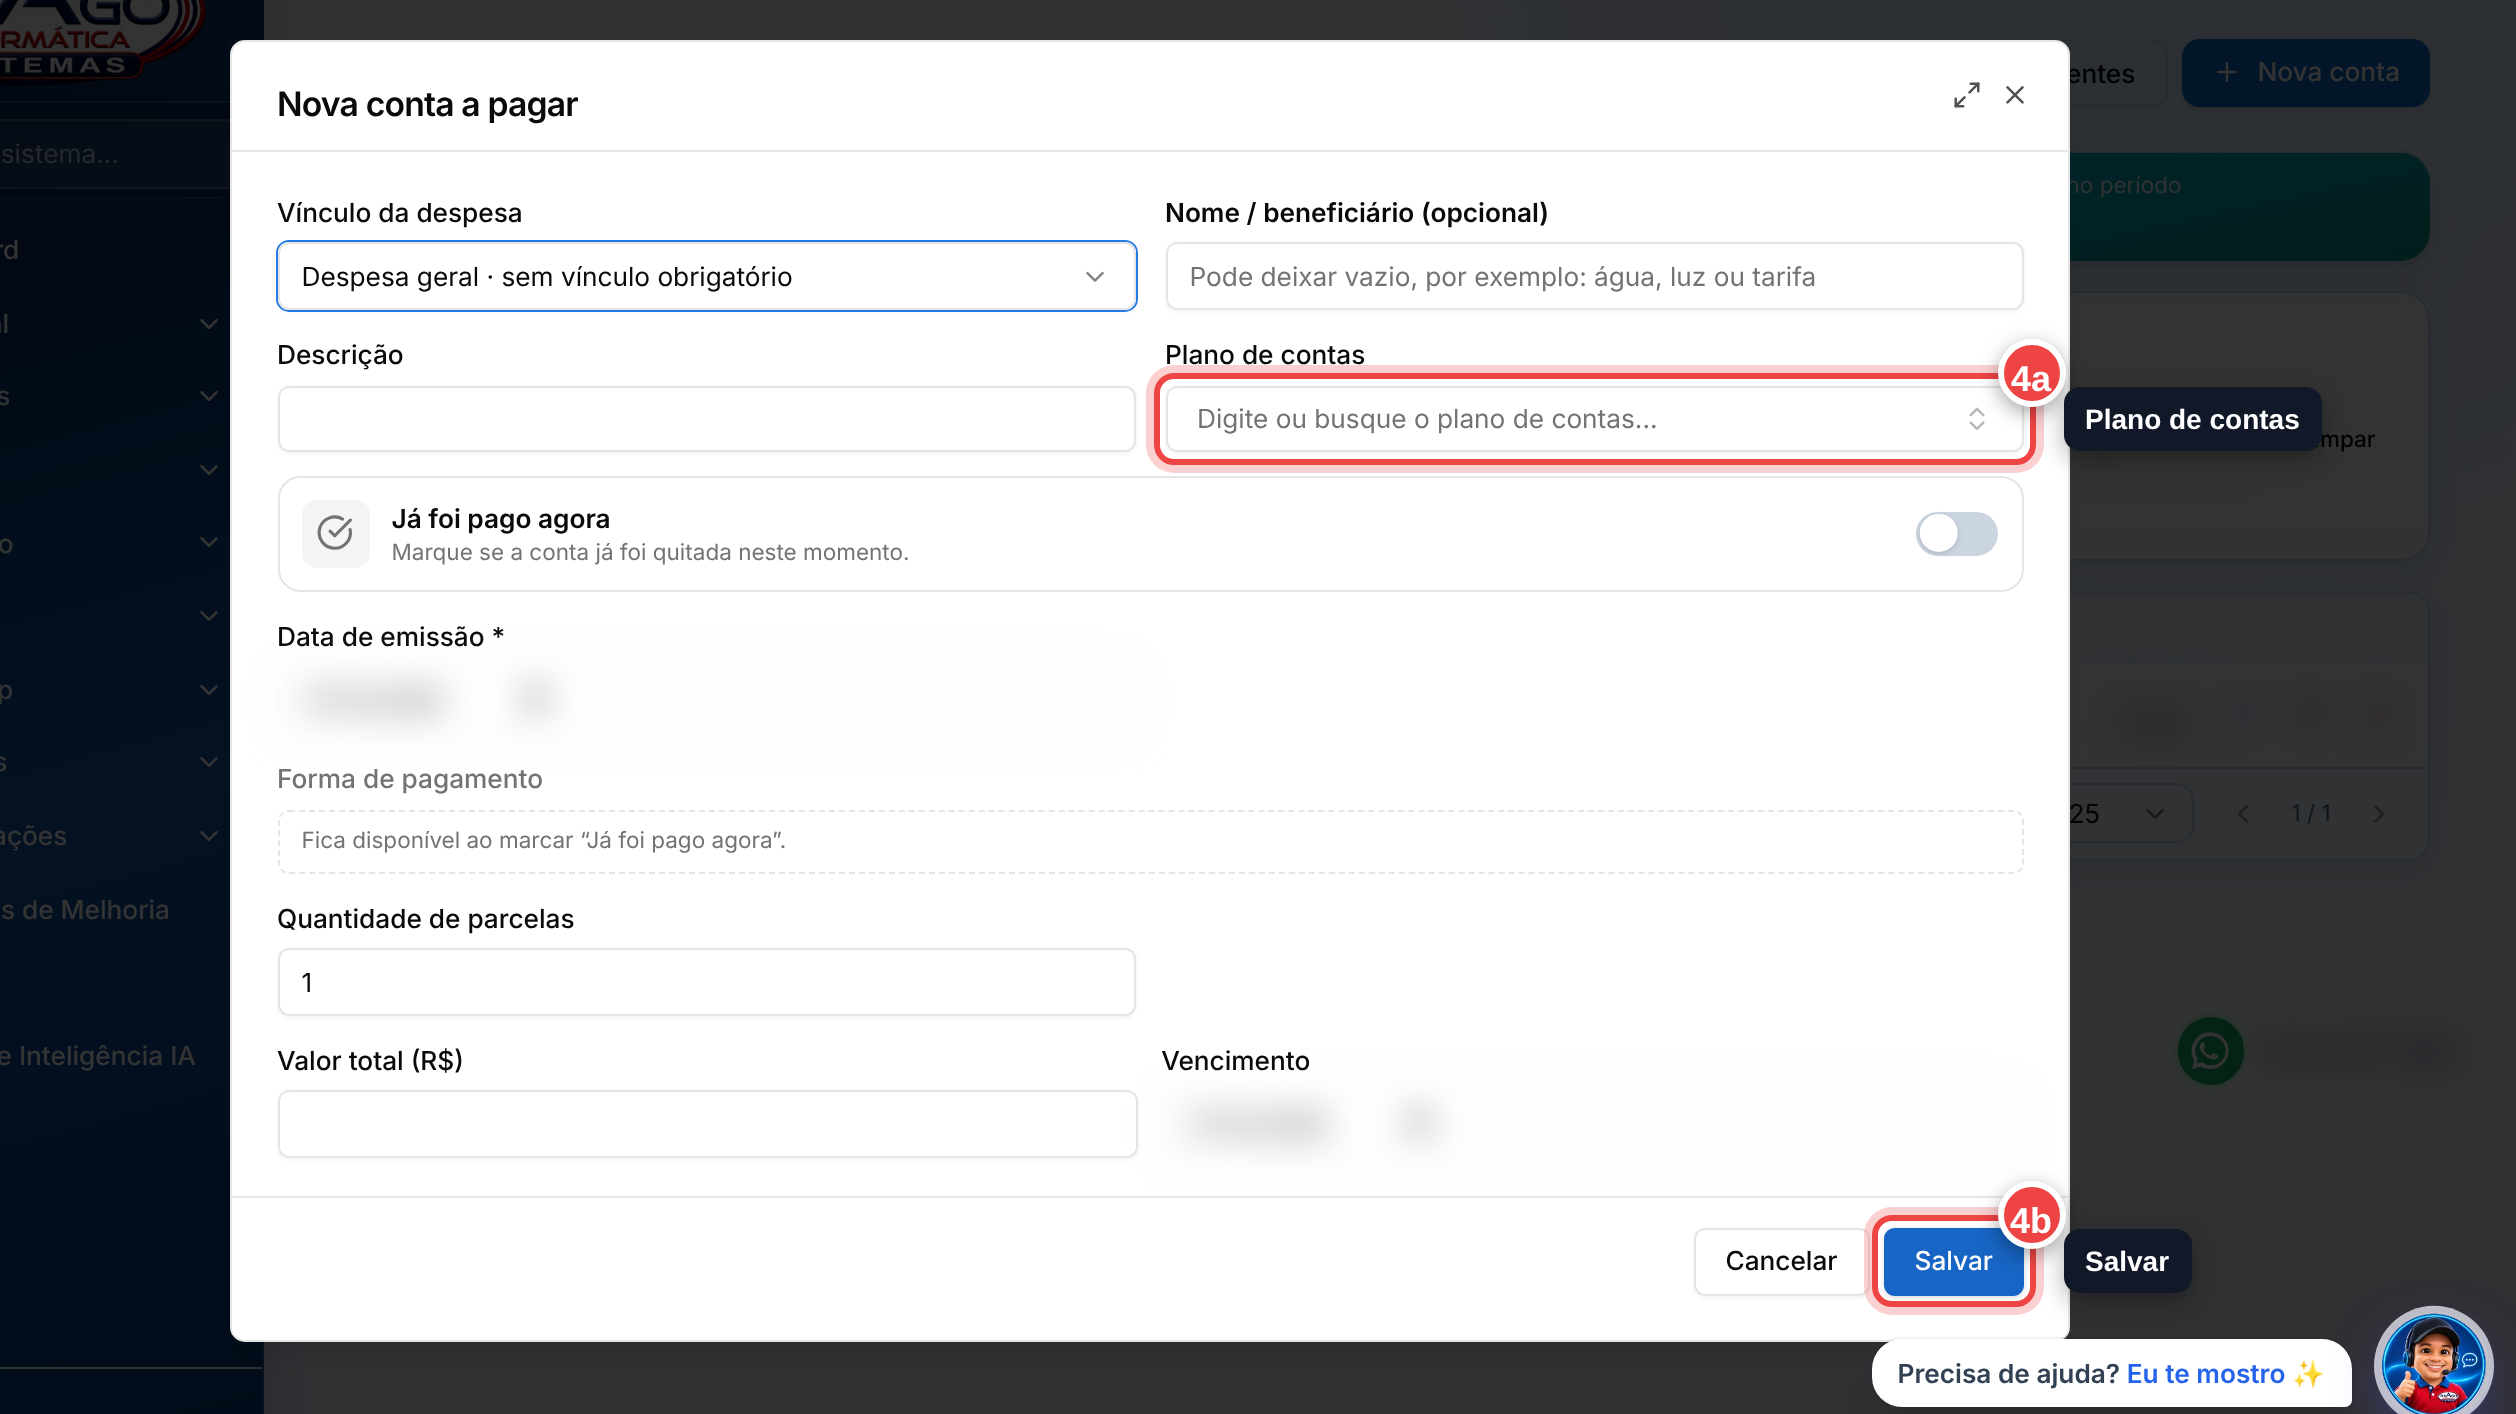 RMÁTICA
TEMAS
entes
+ Nova conta
sistema...
no período
Nova conta a pagar
Vínculo da despesa
Despesa geral · sem vínculo obrigatório
Nome / beneficiário (opcional)
Pode deixar vazio, por exemplo: água, luz ou tarifa
Descrição
Plano de contas
Digite ou busque o plano de contas...
4a
Plano de contas
mpar
Já foi pago agora
Marque se a conta já foi quitada neste momento.
Data de emissão *
Forma de pagamento
Fica disponível ao marcar “Já foi pago agora”.
Quantidade de parcelas
1
Valor total (R$)
Vencimento
Cancelar
Salvar
4b
Salvar
rd
l
s
o
p
s
ações
s de Melhoria
e Inteligência IA
25
1 / 1
Precisa de ajuda? Eu te mostro ✨